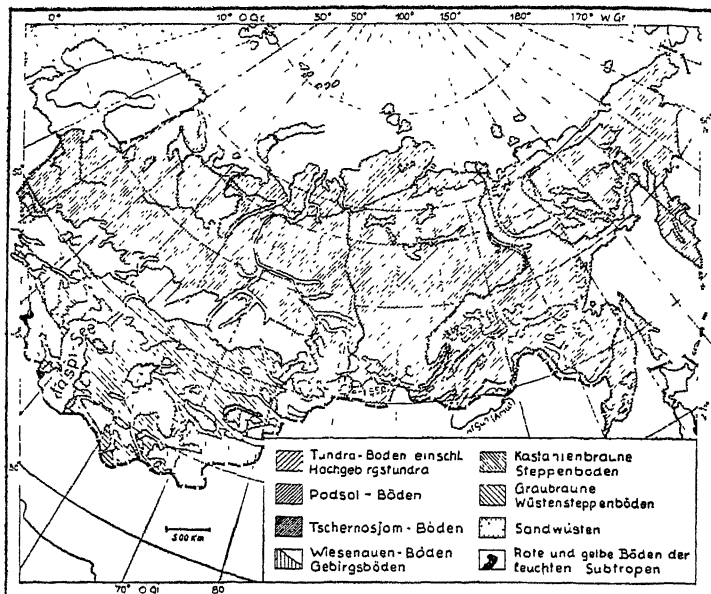 0° 10° O 30° 50° 100° 150° 180° 170° W Gr
Kaspi-See
Amur (Amur)
500 Km
70° O Gr 80
Tundra-Boden einschl
Hochgebirgstundra
Podsol-Böden
Tschernosjom-Böden
Wiesenauen-Böden
Gebirgsböden
Kastanienbraune
Steppenboden
Graubraune
Wüstensteppenböden
Sandwüsten
Rote und gelbe Böden der
feuchten Subtropen